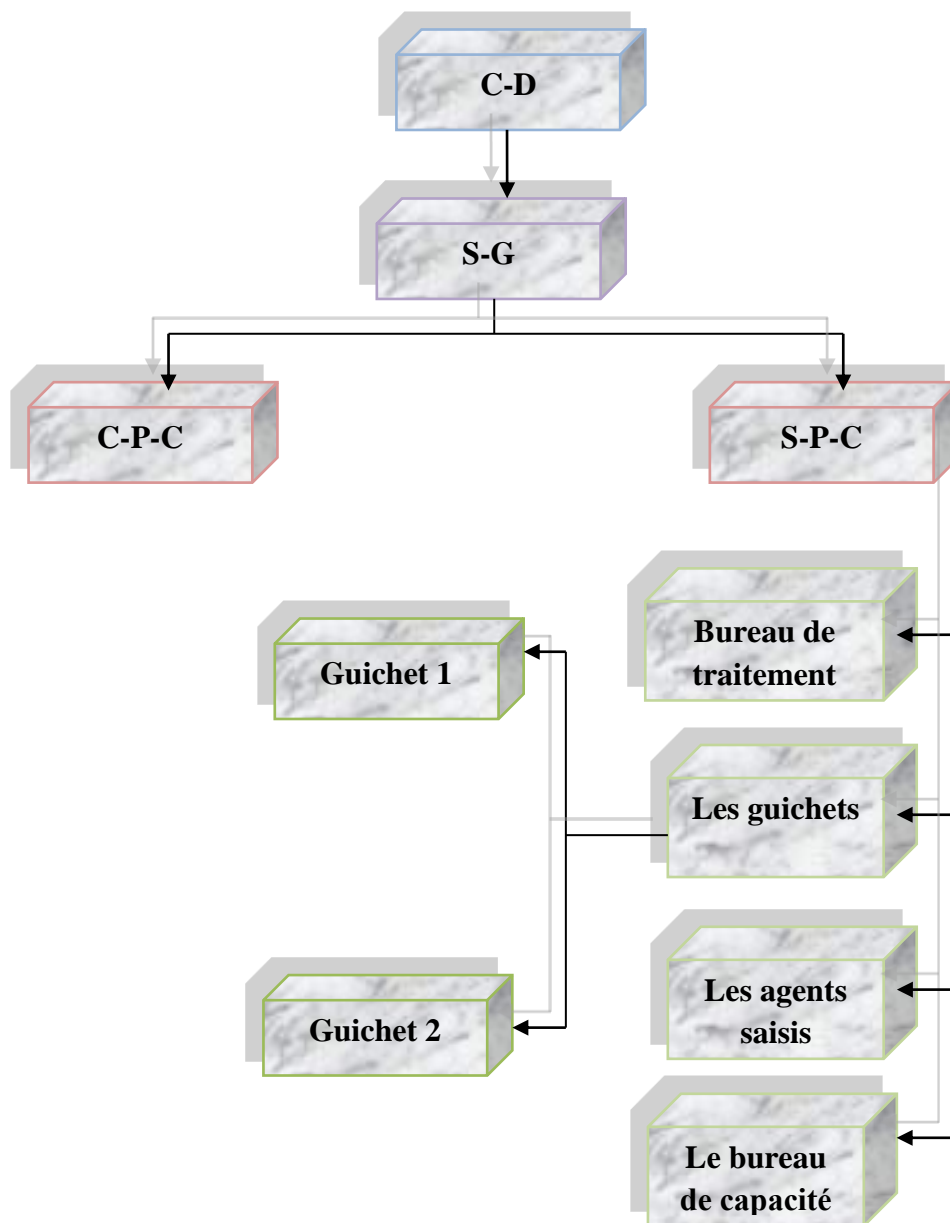 C-D
S-G
C-P-C
S-P-C
Bureau de
traitement
Guichet 1
Les guichets
Les agents
saisis
Guichet 2
Le bureau
de capacité